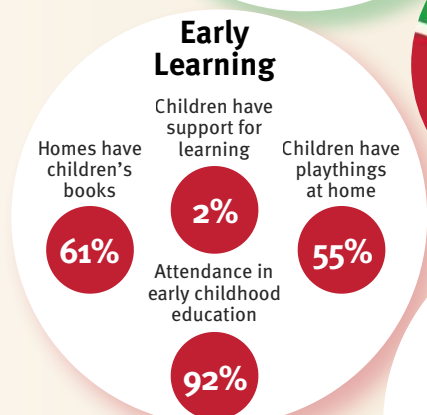 Early
Learning
Children have
support for
learning
2%
Homes have
children’s
books
61%
Children have
playthings
at home
55%
Attendance in
early childhood
education
92%